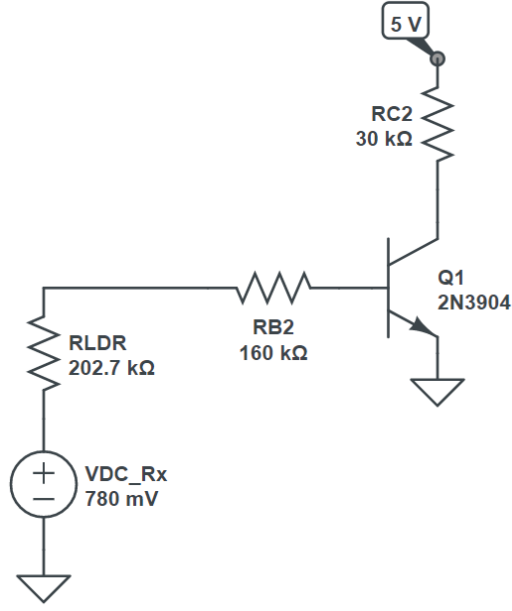 5 V
RC2
30 kΩ
Q1
2N3904
RB2
160 kΩ
RLDR
202.7 kΩ
VDC_Rx
780 mV